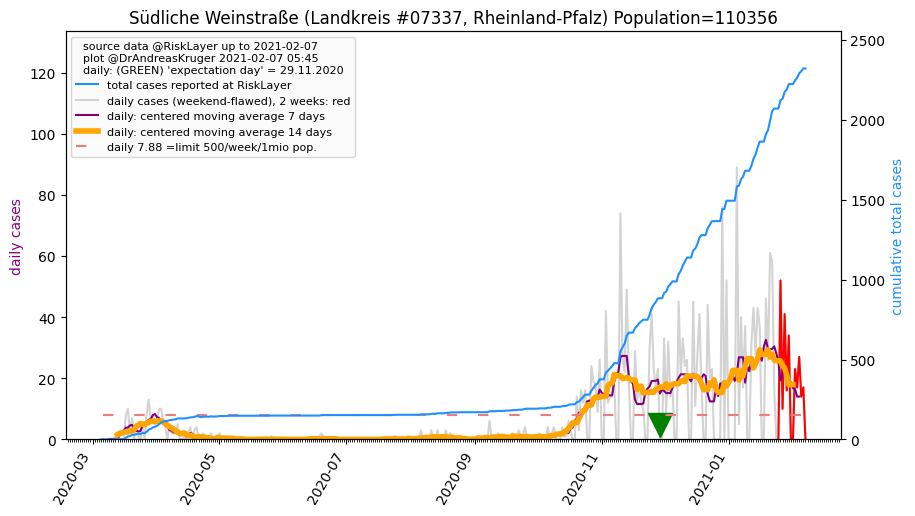 Südliche Weinstraße (Landkreis #07337, Rheinland-Pfalz) Population=110356
source data @RiskLayer up to 2021-02-07
plot @DrAndreasKruger 2021-02-07 05:45
daily: (GREEN) 'expectation day' = 29.11.2020
total cases reported at RiskLayer
daily cases (weekend-flawed), 2 weeks: red
daily: centered moving average 7 days
daily: centered moving average 14 days
daily 7.88 =limit 500/week/1mio pop.
daily cases
120
100
80
60
40
20
0
cumulative total cases
2500
2000
1500
1000
500
0
2020-03
2020-05
2020-07
2020-09
2020-11
2021-01